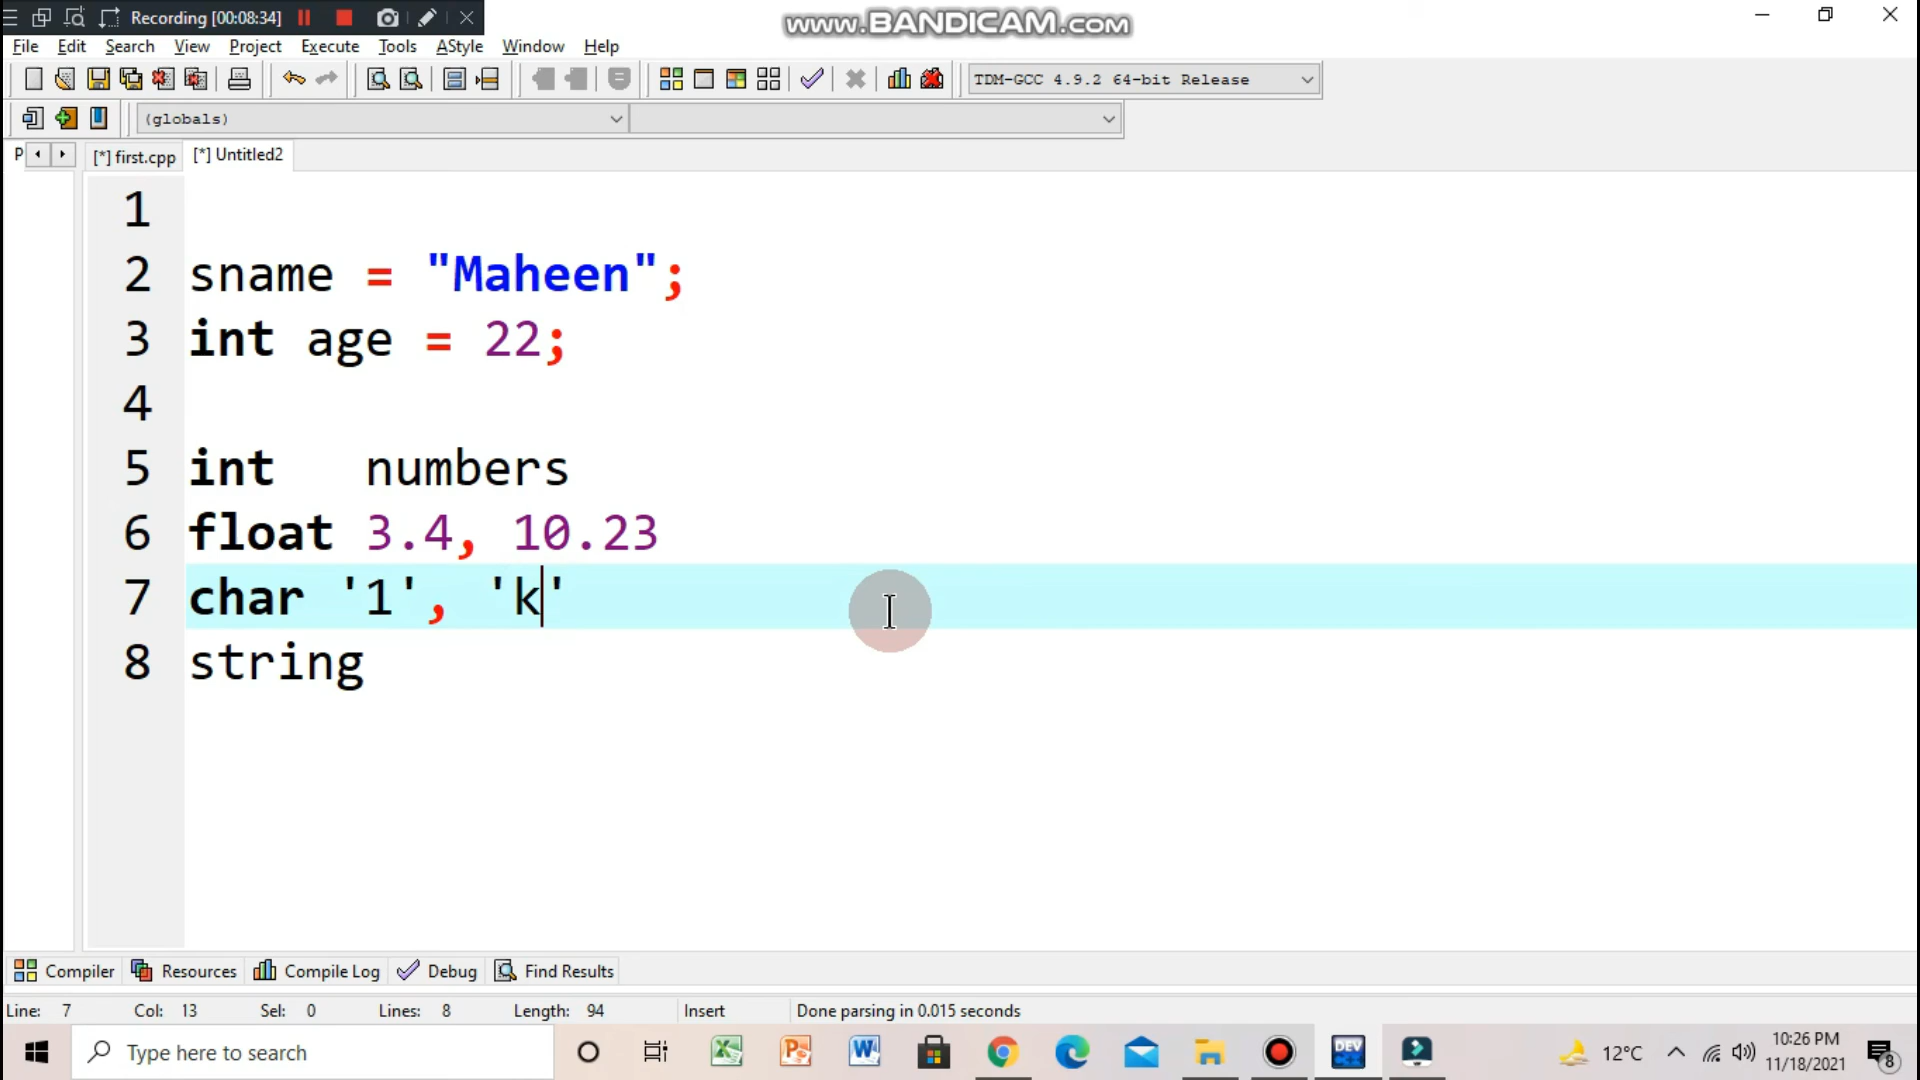 Recording [00:08:34]
www.BANDICAM.com
File Edit Search View Project Execute Tools AStyle Window Help
TDM-GCC 4.9.2 64-bit Release
(globals)
P [*] first.cpp [*] Untitled2
1
2 sname = "Maheen";
3 int age = 22;
4
5 int numbers
6 float 3.4, 10.23
7 char '1', 'k'
8 string
Compiler Resources Compile Log Debug Find Results
Line: 7 Col: 13 Sel: 0 Lines: 8 Length: 94 Insert Done parsing in 0.015 seconds
Type here to search
DEV
12°C
10:26 PM
11/18/2021
8